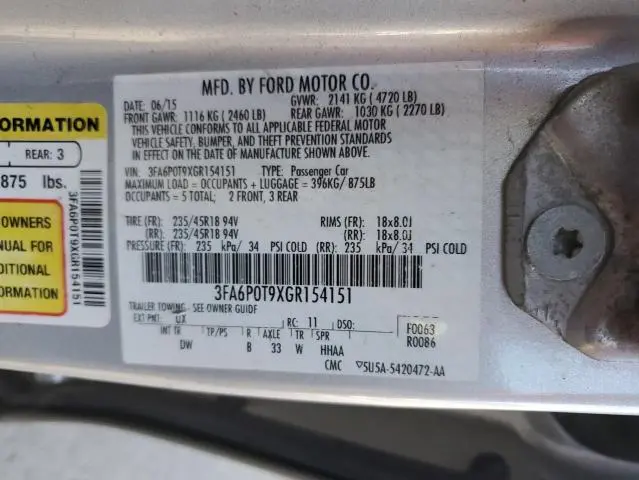 MFD. BY FORD MOTOR CO.
DATE: 06/15 GVWR: 2141 KG ( 4720 LB)
FRONT GAWR: 1116 KG ( 2460 LB) REAR GAWR: 1030 KG ( 2270 LB)
THIS VEHICLE CONFORMS TO ALL APPLICABLE FEDERAL MOTOR
VEHICLE SAFETY, BUMPER, AND THEFT PREVENTION STANDARDS
IN EFFECT ON THE DATE OF MANUFACTURE SHOWN ABOVE.
VIN: 3FA6P0T9XGR154151 TYPE: Passenger Car
MAXIMUM LOAD = OCCUPANTS + LUGGAGE = 396KG/ 875LB
OCCUPANTS = 5 TOTAL; 2 FRONT, 3 REAR
TIRE (FR): 235/45R18 94V RIMS (FR): 18x8.0J
(RR): 235/45R18 94V (RR): 18x8.0J
PRESSURE (FR): 235 kPa/ 34 PSI COLD (RR): 235 kPa/ 34 PSI COLD
3FA6P0T9XGR154151
TRAILER TOWING - SEE OWNER GUIDE
EXT PNT: UX RC: 11 DSO: F0063
INT TR TP/PS R AXLE TR SPR R0086
DW B 33 W HHAA
CMC ▽5U5A-5420472-AA
ORMATION
REAR: 3
875 lbs.
OWNERS
NUAL FOR
DITIONAL
FORMATION
3FA6P0T9XGR154151